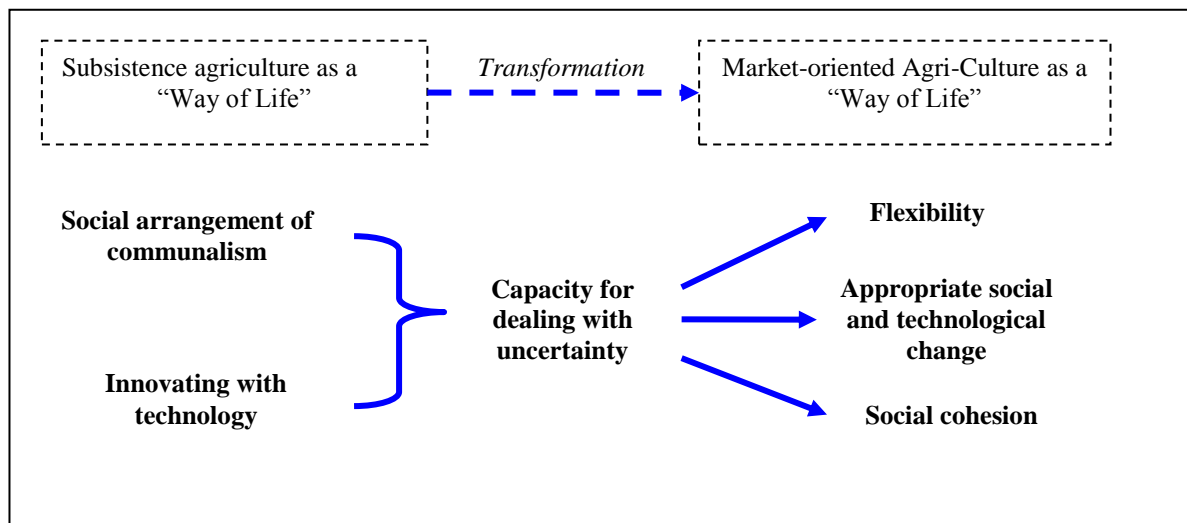 Subsistence agriculture as a
“Way of Life”
Transformation
Market-oriented Agri-Culture as a
“Way of Life”
Social arrangement of
communalism
Innovating with
technology
Capacity for
dealing with
uncertainty
Flexibility
Appropriate social
and technological
change
Social cohesion